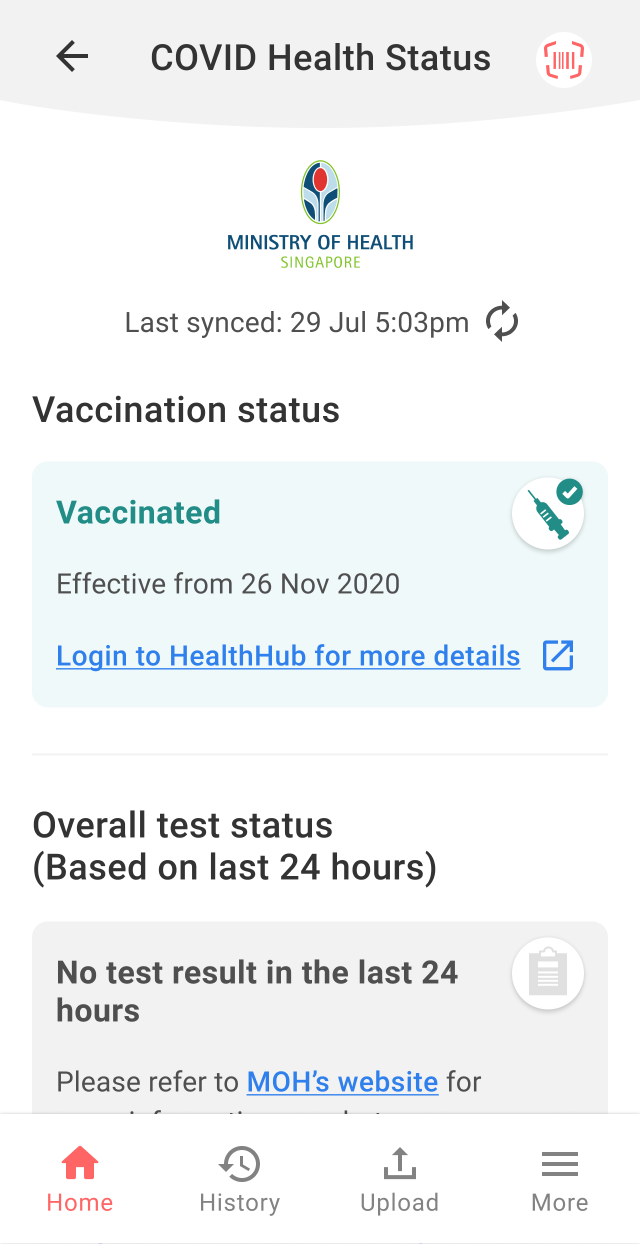 COVID Health Status
MINISTRY OF HEALTH
SINGAPORE
Last synced: 29 Jul 5:03pm
Vaccination status
Vaccinated
Effective from 26 Nov 2020
Login to HealthHub for more details
Overall test status
(Based on last 24 hours)
No test result in the last 24
hours
Please refer to MOH’s website for
Home
History
Upload
More